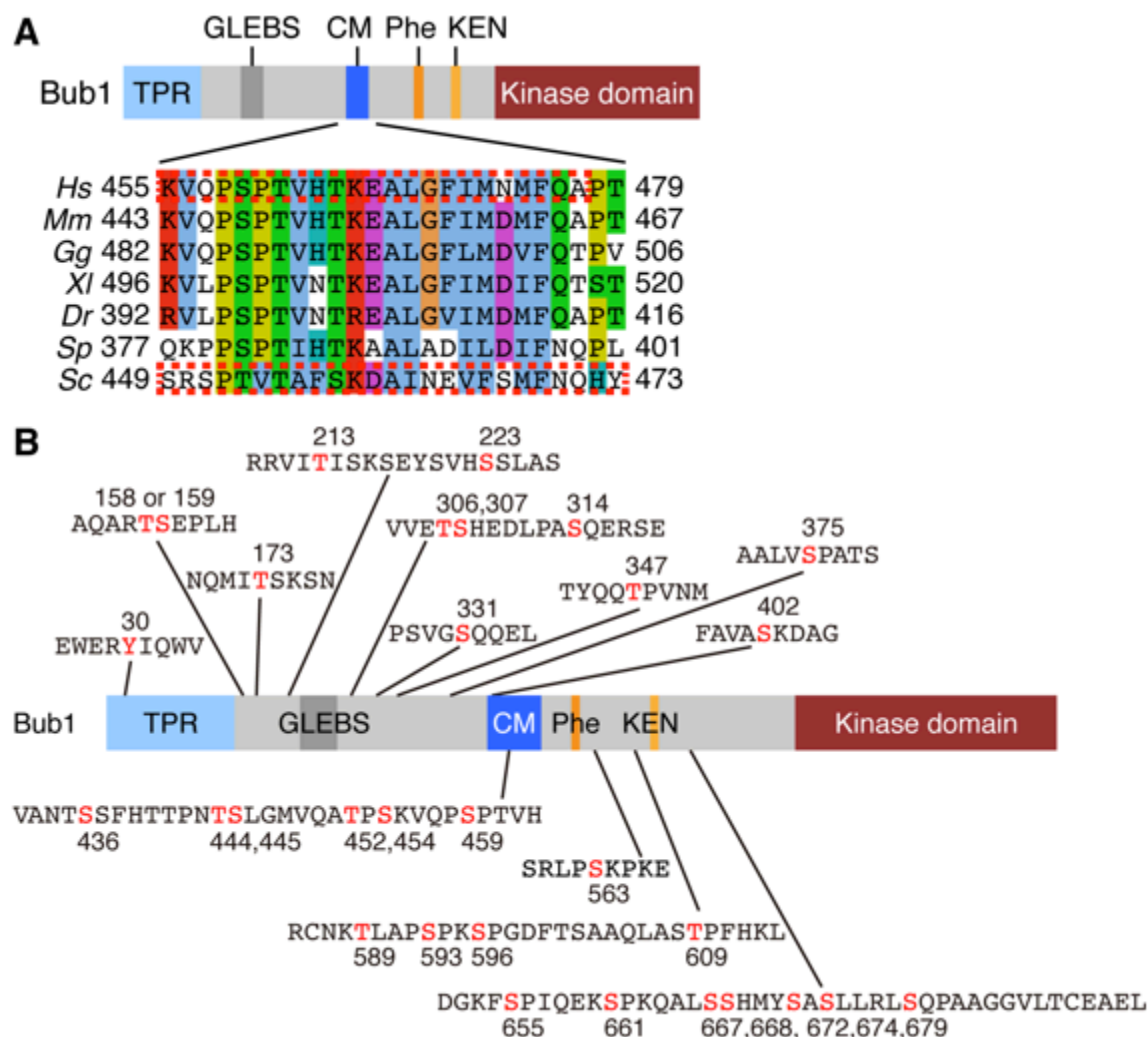 A
GLEBS CM Phe KEN
Bub1 TPR Kinase domain
Hs 455 KVQPSPTVHTKEALGFIMNMFQAPT 479
Mm 443 KVQPSPTVHTKEALGFIMDMFQAPT 467
Gg 482 KVQPSPTVHTKEALGFLMDVFQTPV 506
Xl 496 KVLPSPTVNTKEALGFIMDIFQTST 520
Dr 392 RVLPSPTVNTREALGVIMDMFQAPT 416
Sp 377 QKPPSPTIHTKAALADILDIFNQPL 401
Sc 449 SRSPTVTAFSKDAINEVFSMFNQHY 473
B
213 223
RRVITISKSEYSVHSSLAS
158 or 159
AQARTSEPLH
306,307 314
VVETSHEDLPASQERSE
375
AALVSPATS
173
NQMITSKSN
347
TYQQTPVNM
30
EWERYIQWV
331
PSVGSQQEL
402
FAVASKDAG
Bub1 TPR GLEBS CM Phe KEN Kinase domain
VANTSSFHTTPNTSLGMVQATPSKVQPSPTVH
436 444,445 452,454 459
SRLPSKPKE
563
RCNKTLAPSPKSPGDFTSAAQLASTPFHKL
589 593 596 609
DGKFSPIQEKSPKQALSSHMYSASLLRLSQPAAGGVLTCEAEL
655 661 667,668, 672,674,679